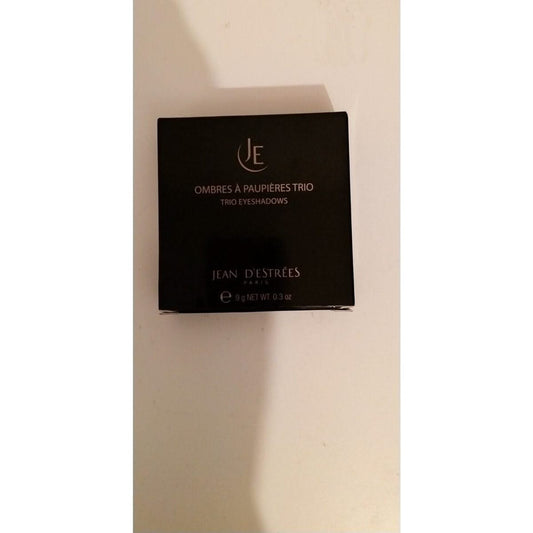 JE
OMBRES À PAUPIÈRES TRIO
TRIO EYESHADOWS
JEAN D'ESTRÉES
PARIS
℮ 9 g NET WT. 0.3 oz